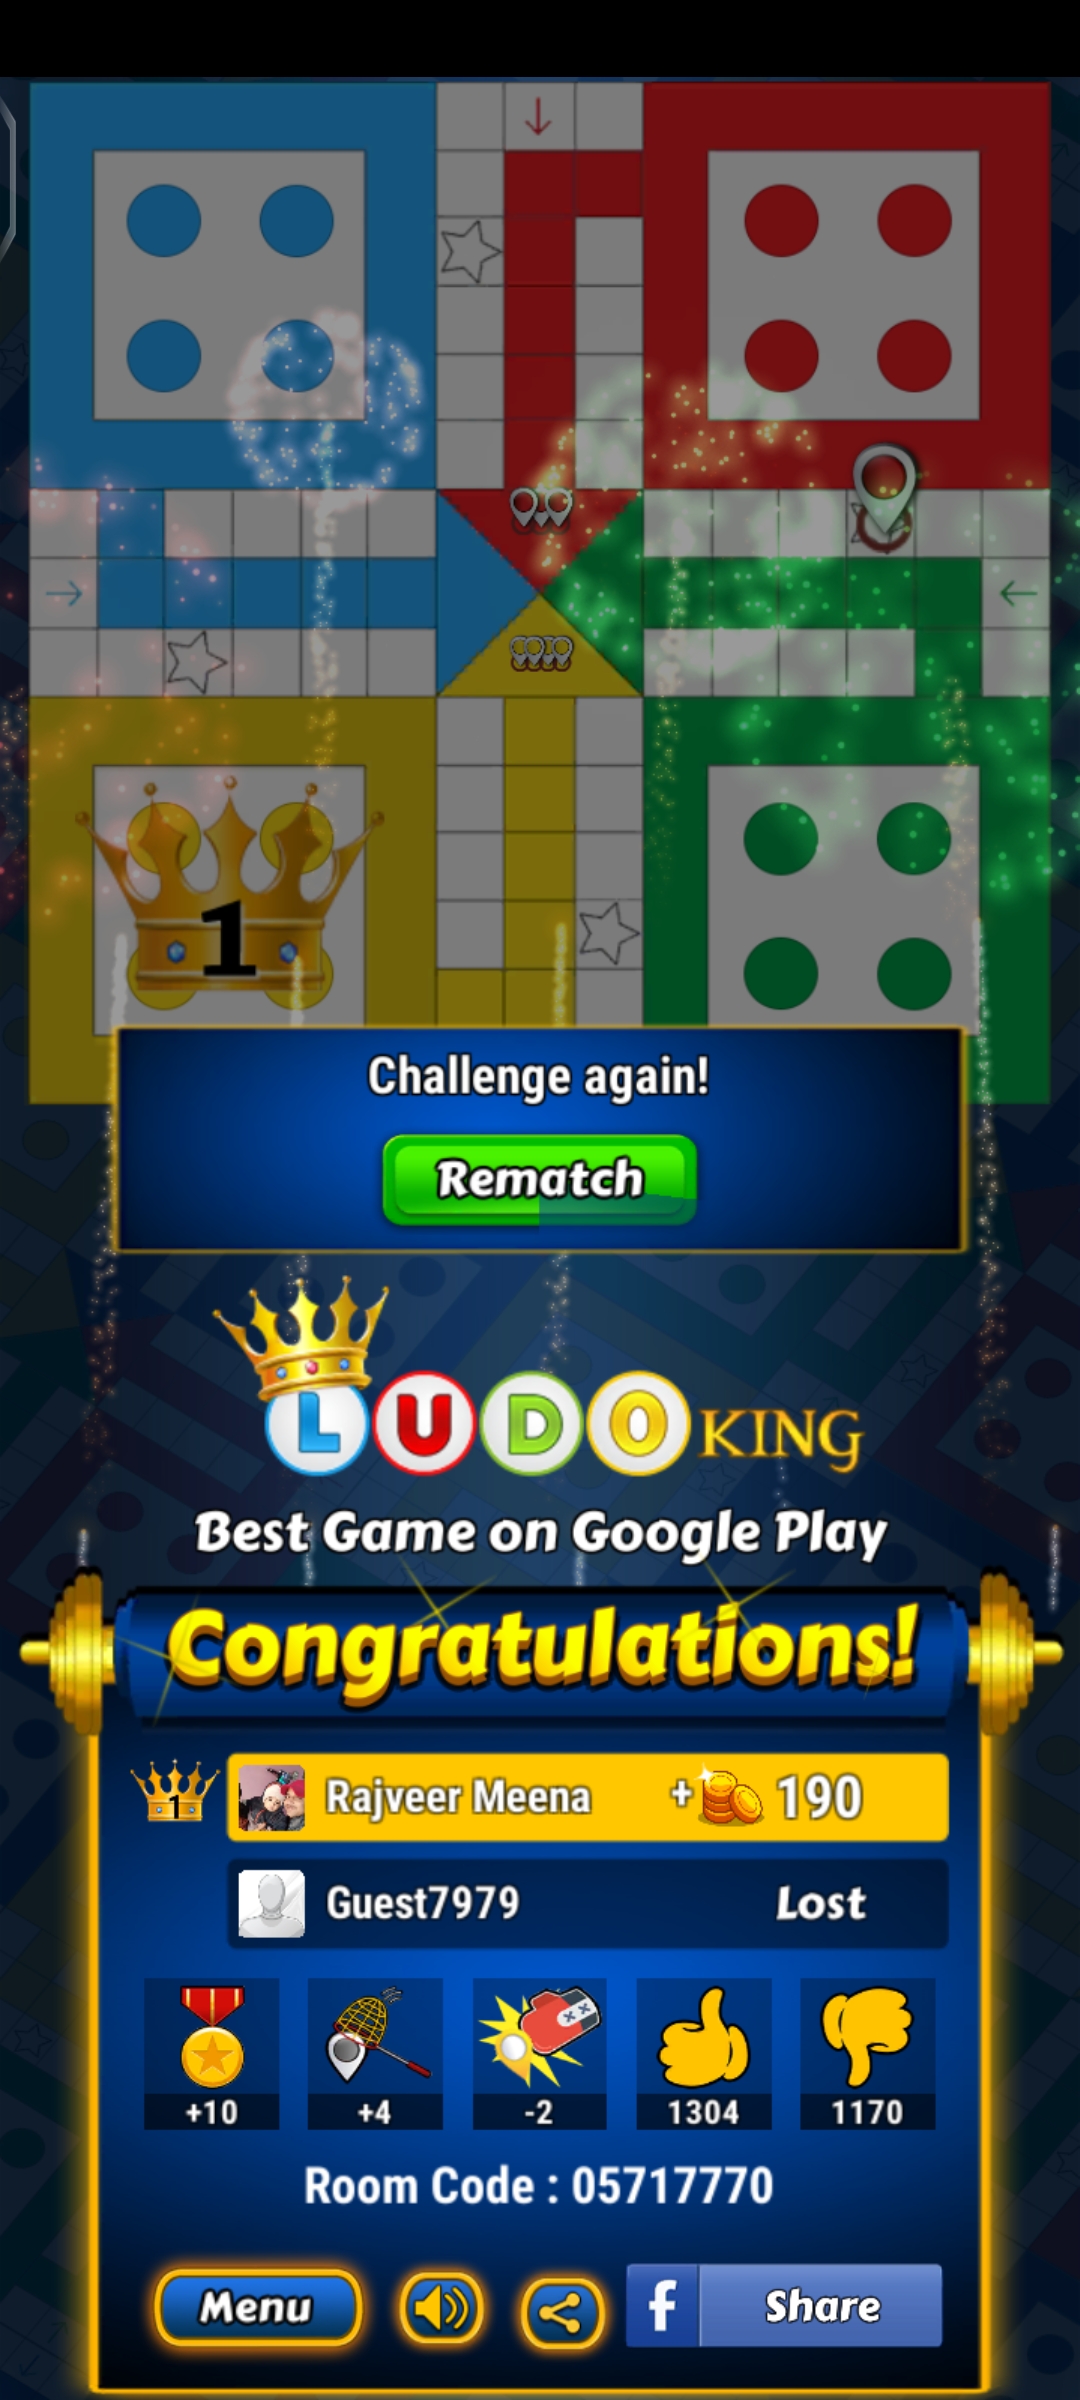 1
Challenge again!
Rematch
LUDO KING
Best Game on Google Play
Congratulations!
1 Rajveer Meena + 190
Guest7979 Lost
+10 +4 -2 1304 1170
Room Code : 05717770
Menu f Share